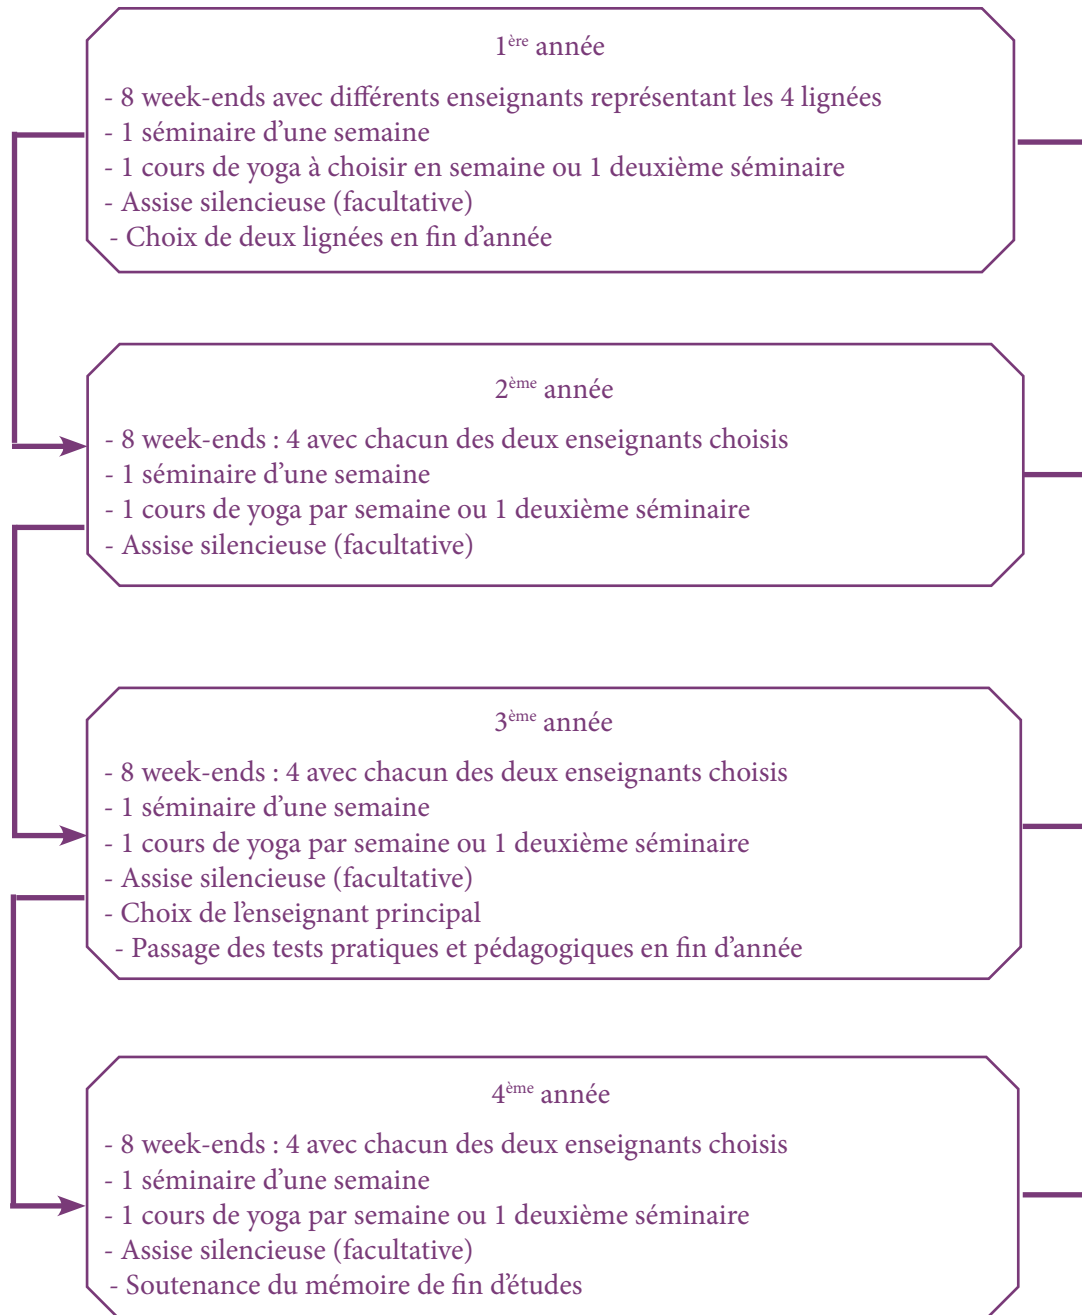 1ère année
- 8 week-ends avec différents enseignants représentant les 4 lignées
- 1 séminaire d’une semaine
- 1 cours de yoga à choisir en semaine ou 1 deuxième séminaire
- Assise silencieuse (facultative)
- Choix de deux lignées en fin d’année
2ème année
- 8 week-ends : 4 avec chacun des deux enseignants choisis
- 1 séminaire d’une semaine
- 1 cours de yoga par semaine ou 1 deuxième séminaire
- Assise silencieuse (facultative)
3ème année
- 8 week-ends : 4 avec chacun des deux enseignants choisis
- 1 séminaire d’une semaine
- 1 cours de yoga par semaine ou 1 deuxième séminaire
- Assise silencieuse (facultative)
- Choix de l’enseignant principal
- Passage des tests pratiques et pédagogiques en fin d’année
4ème année
- 8 week-ends : 4 avec chacun des deux enseignants choisis
- 1 séminaire d’une semaine
- 1 cours de yoga par semaine ou 1 deuxième séminaire
- Assise silencieuse (facultative)
- Soutenance du mémoire de fin d’études